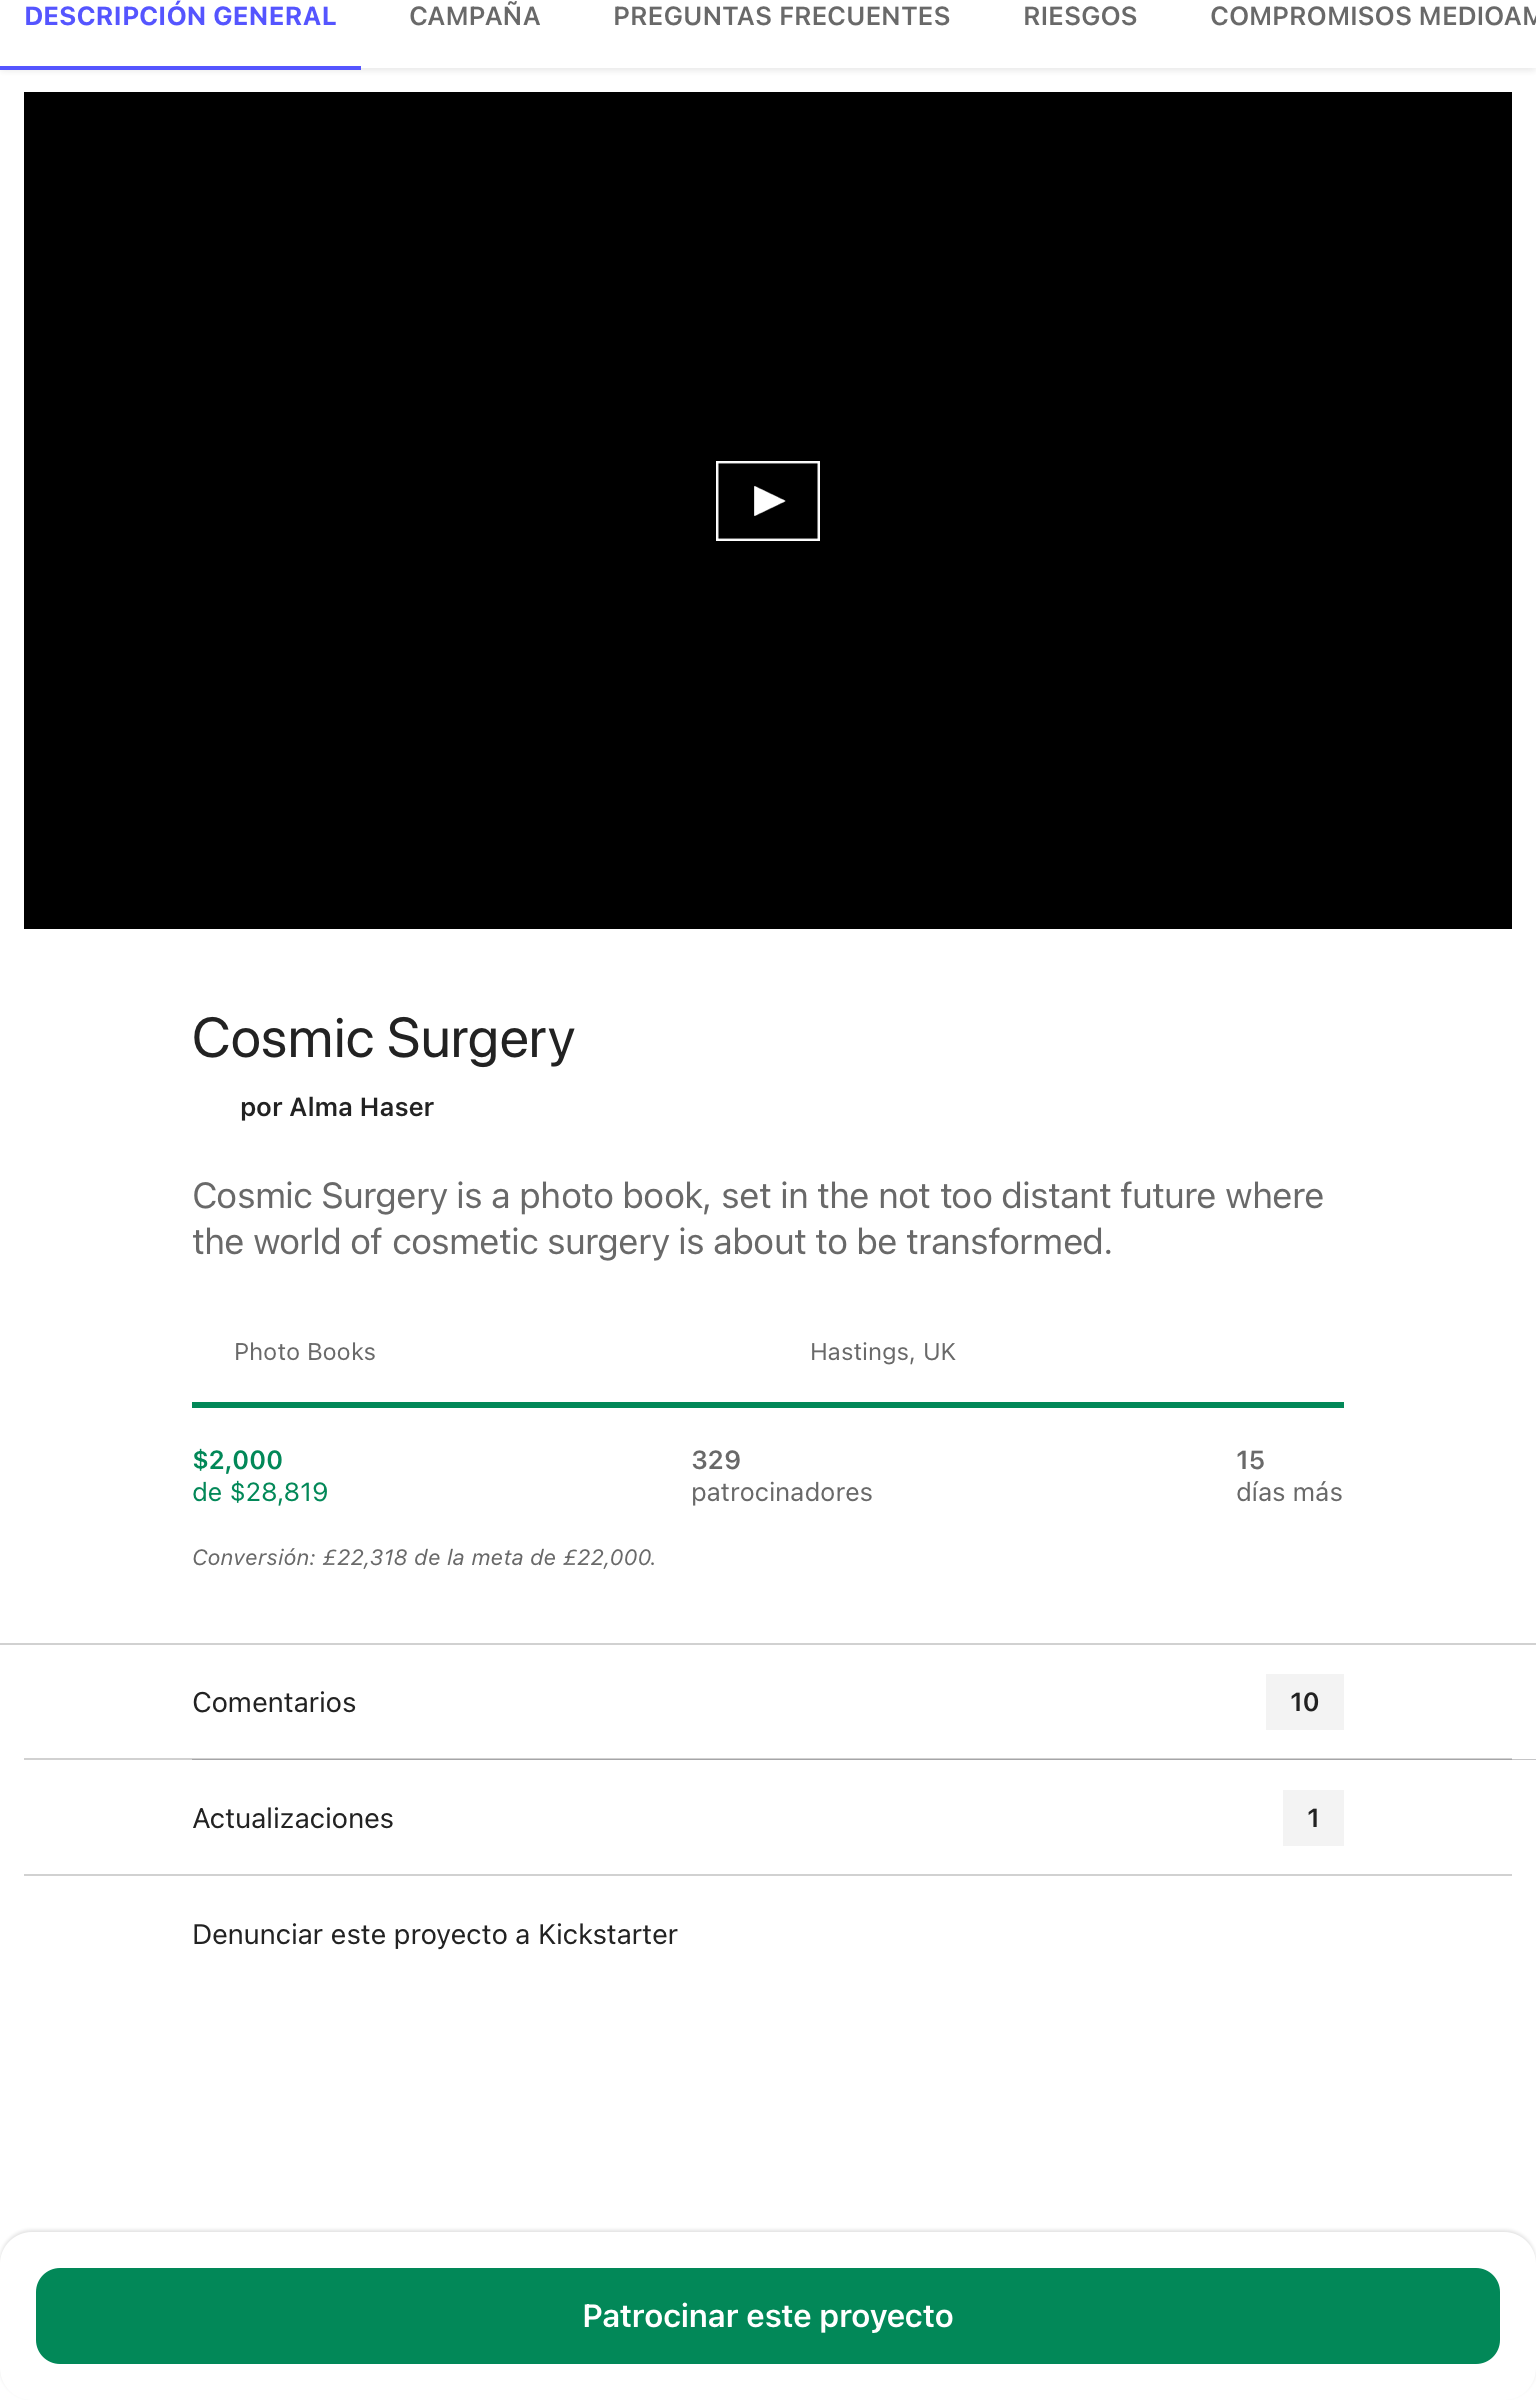 DESCRIPCIÓN GENERAL CAMPAÑA PREGUNTAS FRECUENTES RIESGOS COMPROMISOS
Cosmic Surgery
por Alma Haser
Cosmic Surgery is a photo book, set in the not too distant future where
the world of cosmetic surgery is about to be transformed.
Photo Books Hastings, UK
$2,000 329 15
de $28,819 patrocinadores días más
Conversión: £22,318 de la meta de £22,000.
Comentarios 10
Actualizaciones 1
Denunciar este proyecto a Kickstarter
Patrocinar este proyecto